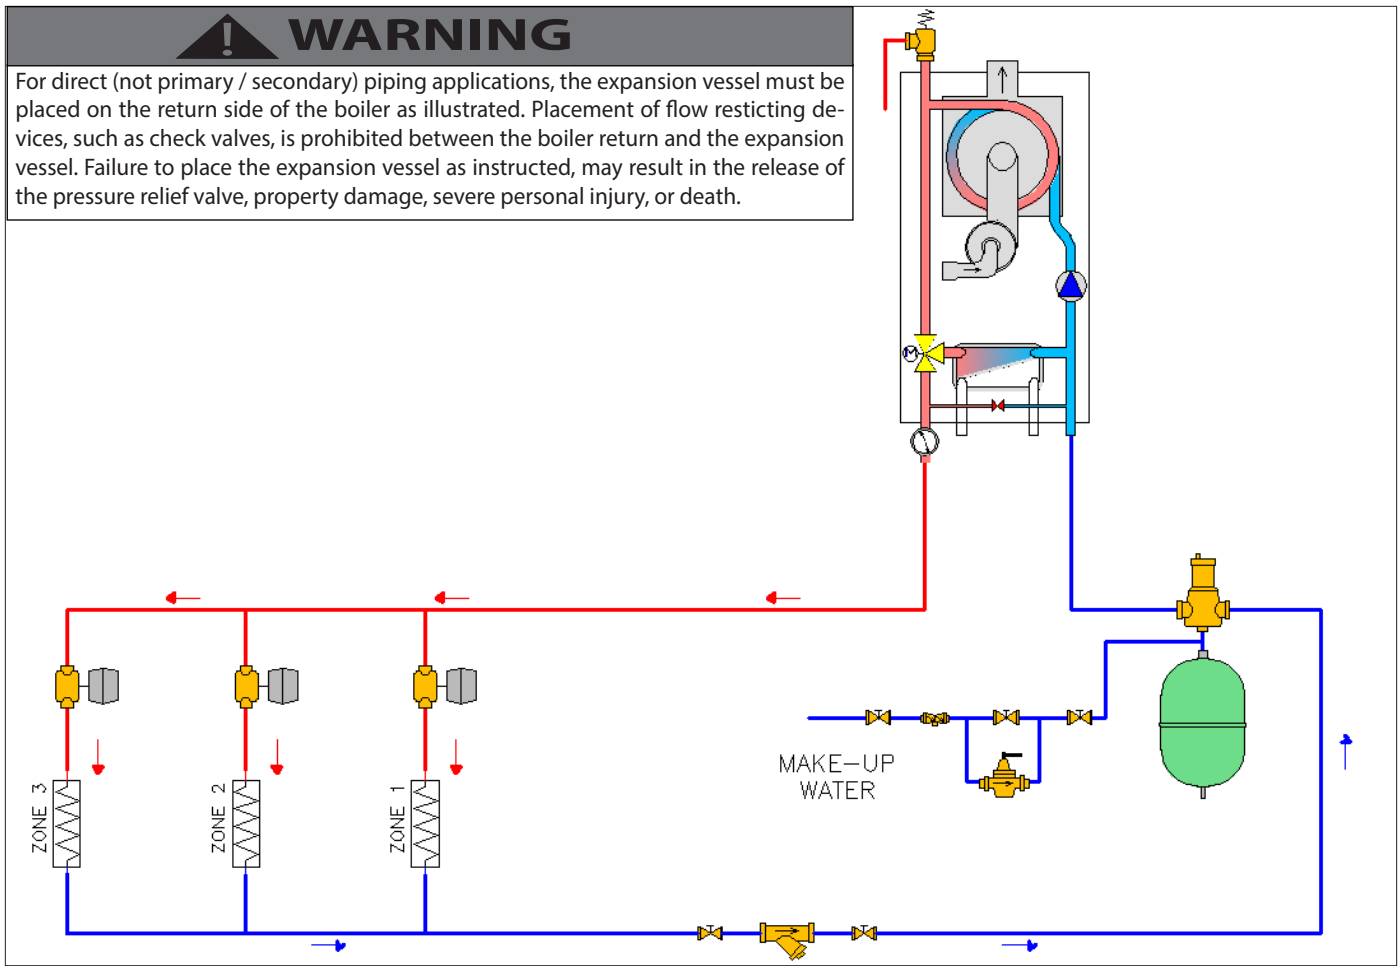 WARNING
For direct (not primary / secondary) piping applications, the expansion vessel must be
placed on the return side of the boiler as illustrated. Placement of flow resticting de-
vices, such as check valves, is prohibited between the boiler return and the expansion
vessel. Failure to place the expansion vessel as instructed, may result in the release of
the pressure relief valve, property damage, severe personal injury, or death.
M
MAKE-UP
WATER
ZONE 3
ZONE 2
ZONE 1